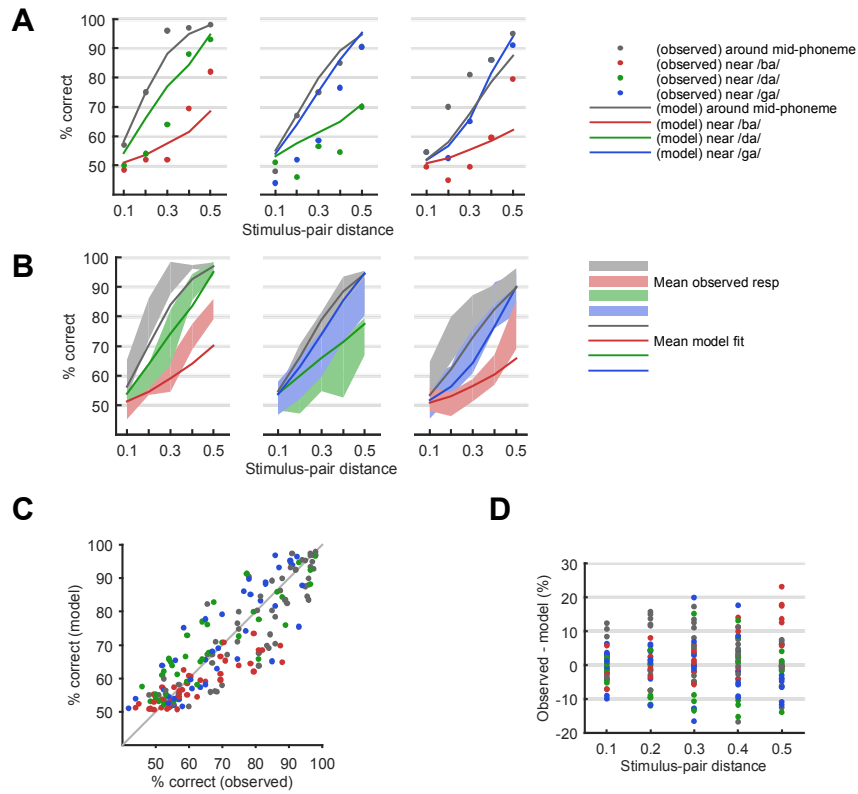 A
100
90
80
70
60
50
% correct
0.1 0.3 0.5
0.1 0.3 0.5
0.1 0.3 0.5
Stimulus-pair distance
(observed) around mid-phoneme
(observed) near /ba/
(observed) near /da/
(observed) near /ga/
(model) around mid-phoneme
(model) near /ba/
(model) near /da/
(model) near /ga/
B
100
90
80
70
60
50
% correct
0.1 0.3 0.5
0.1 0.3 0.5
0.1 0.3 0.5
Stimulus-pair distance
Mean observed resp
Mean model fit
C
100
90
80
70
60
50
% correct (model)
50 60 70 80 90 100
% correct (observed)
D
30
20
10
0
-10
-20
Observed - model (%)
0.1 0.2 0.3 0.4 0.5
Stimulus-pair distance